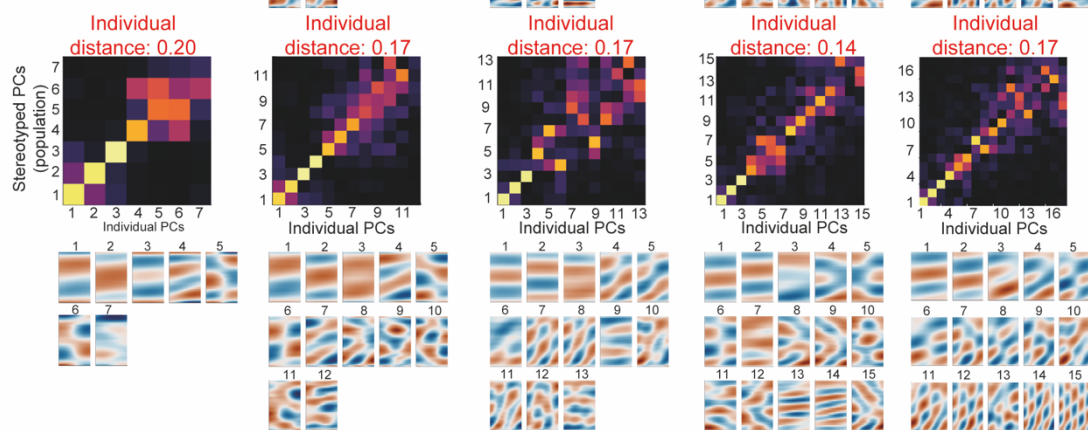 Individual
distance: 0.20
Individual
distance: 0.17
Individual
distance: 0.17
Individual
distance: 0.14
Individual
distance: 0.17
Stereotyped PCs
(population)
7
6
5
4
3
2
1
1 2 3 4 5 6 7
Individual PCs
11
9
7
5
3
1
1 3 5 7 9 11
Individual PCs
13
11
9
7
5
3
1
1 3 5 7 9 11 13
Individual PCs
15
13
11
9
7
5
3
1
1 3 5 7 9 11 13 15
Individual PCs
16
13
10
7
4
1
1 4 7 10 13 16
Individual PCs
1 2 3 4 5
6 7
1 2 3 4 5
6 7 8 9 10
11 12
1 2 3 4 5
6 7 8 9 10
11 12 13
1 2 3 4 5
6 7 8 9 10
11 12 13 14 15
1 2 3 4 5
6 7 8 9 10
11 12 13 14 15